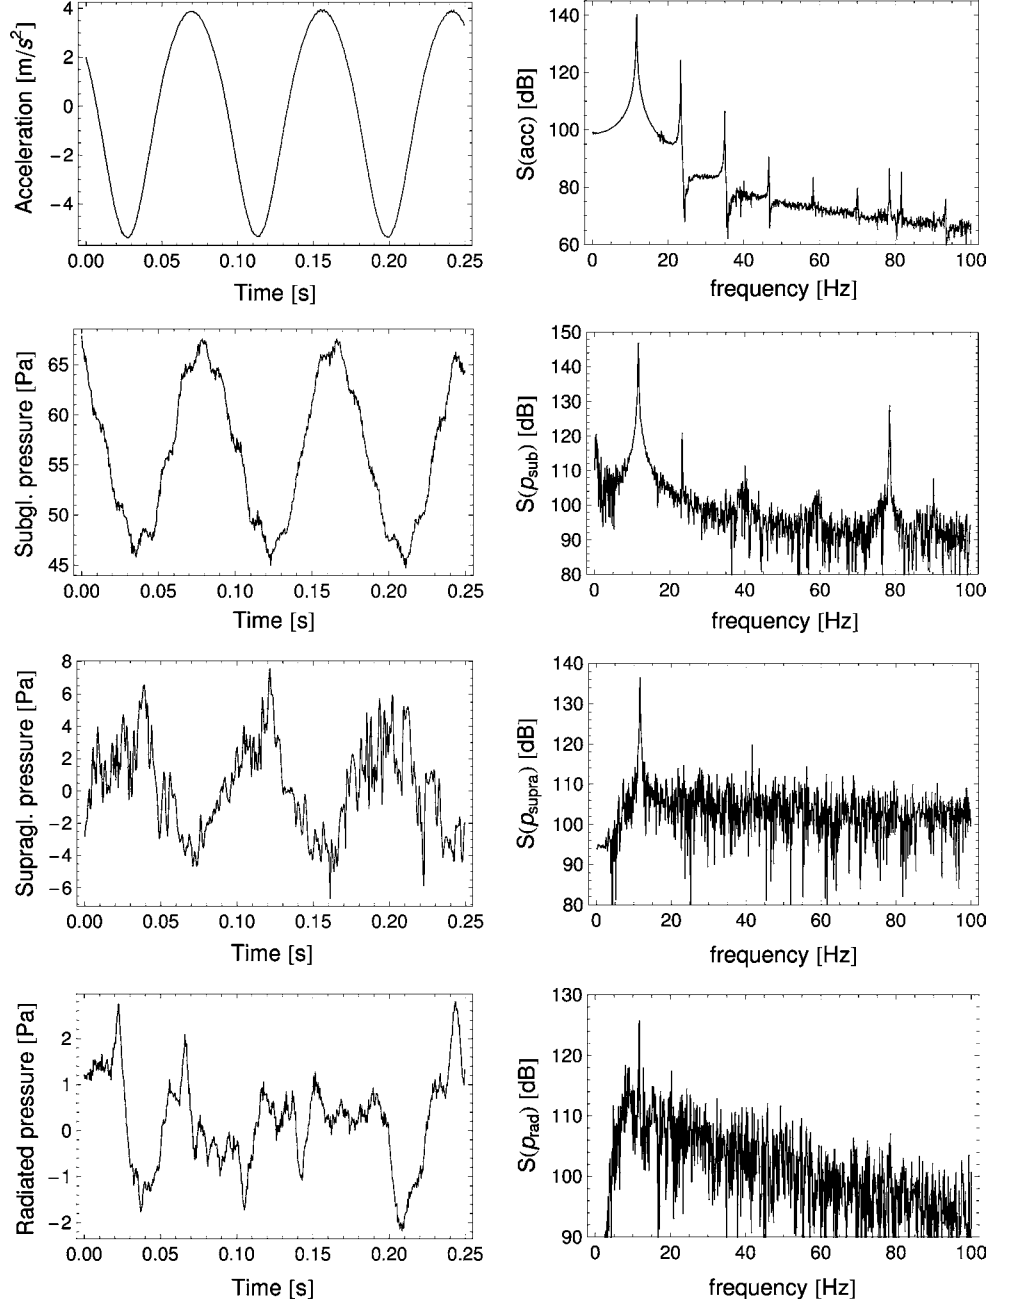 Acceleration [m/s²]
4
2
0
−2
−4
0.00 0.05 0.10 0.15 0.20 0.25
Time [s]
S(acc) [dB]
140
120
100
80
60
0 20 40 60 80 100
frequency [Hz]
Subgl. pressure [Pa]
65
60
55
50
45
0.00 0.05 0.10 0.15 0.20 0.25
Time [s]
S(psub) [dB]
150
140
130
120
110
100
90
80
0 20 40 60 80 100
frequency [Hz]
Supragl. pressure [Pa]
8
6
4
2
0
−2
−4
−6
0.00 0.05 0.10 0.15 0.20 0.25
Time [s]
S(psupra) [dB]
140
130
120
110
100
90
80
0 20 40 60 80 100
frequency [Hz]
Radiated pressure [Pa]
2
1
0
−1
−2
0.00 0.05 0.10 0.15 0.20 0.25
Time [s]
S(prad) [dB]
130
120
110
100
90
0 20 40 60 80 100
frequency [Hz]